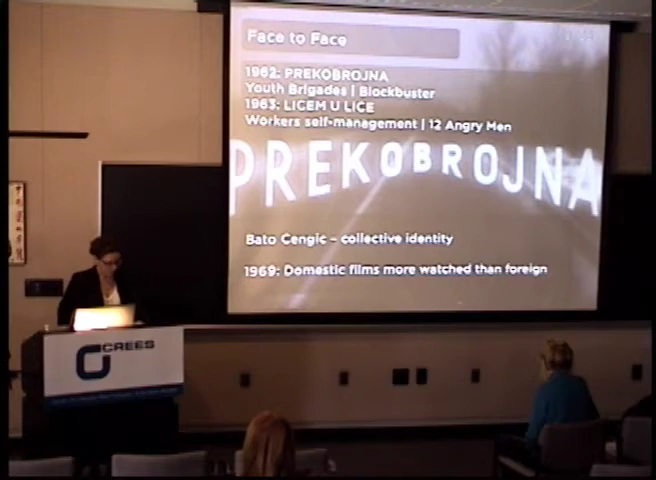 Face to Face
1962: PREKOBROJNA
Youth Brigades | Blockbuster
1963: LICEM U LICE
Workers self-management | 12 Angry Men
PREKOBROJNA
Bato Cengic – collective identity
1969: Domestic films more watched than foreign
CREES